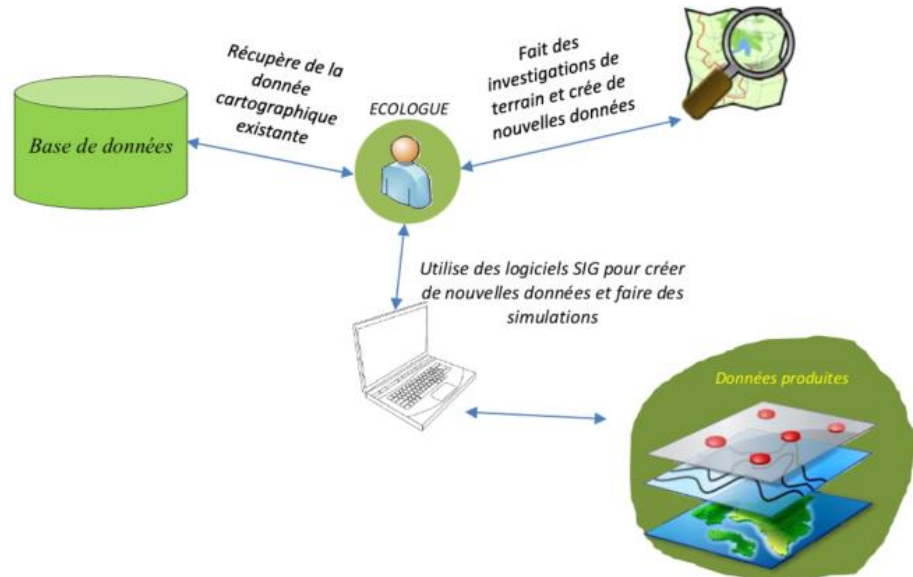 Récupère de la
donnée
cartographique
existante
Fait des
investigations de
terrain et crée de
nouvelles données
ECOLOGUE
Base de données
Utilise des logiciels SIG pour créer
de nouvelles données et faire des
simulations
Données produites